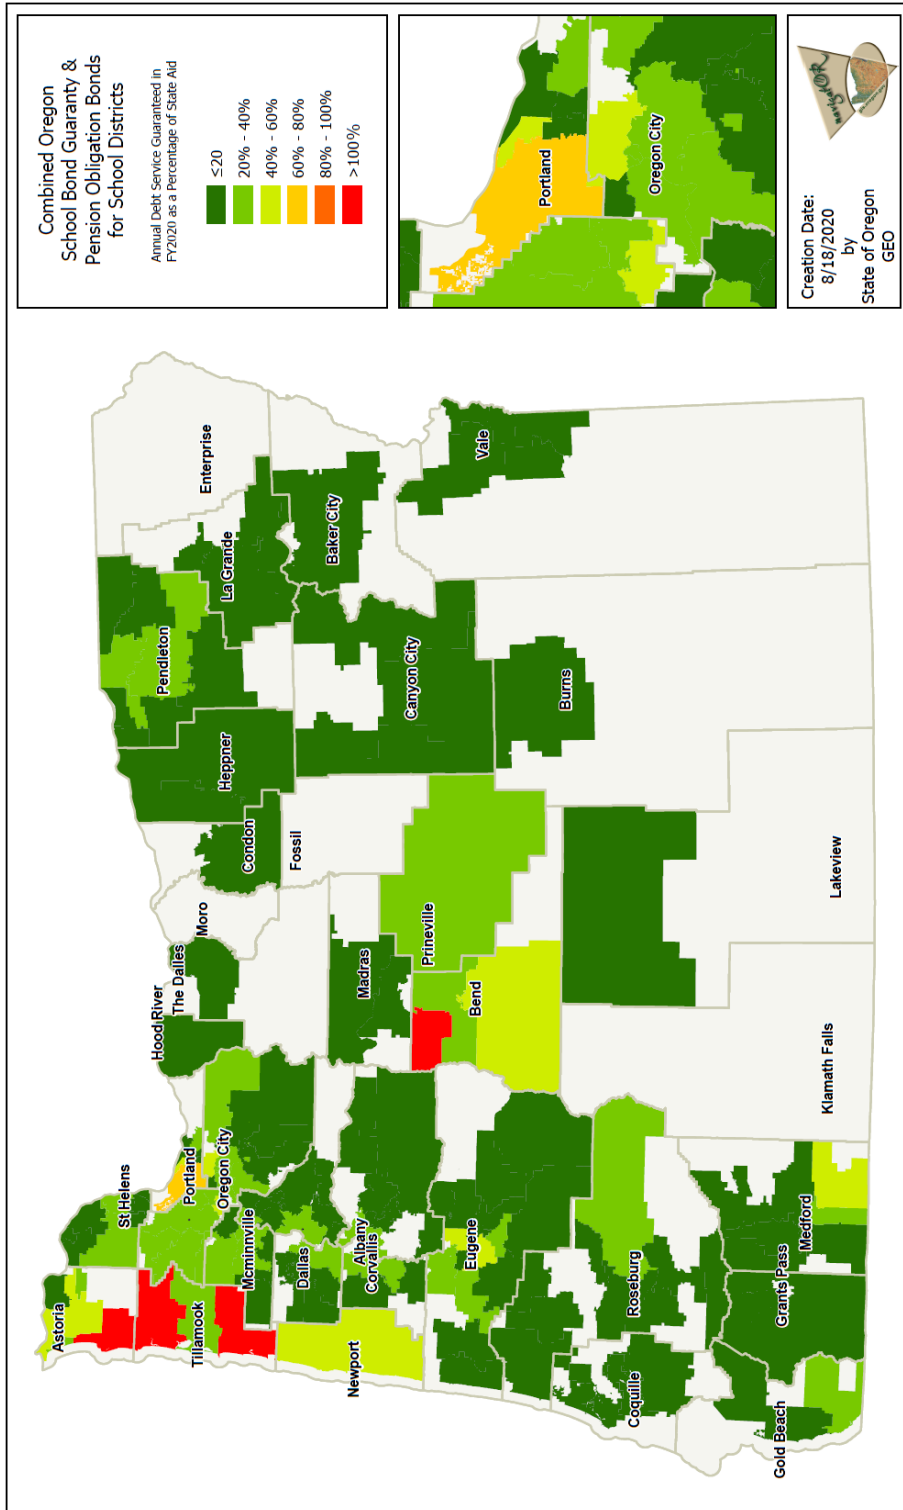 Combined Oregon
School Bond Guaranty &
Pension Obligation Bonds
for School Districts
Annual Debt Service Guaranteed in
FY2020 as a Percentage of State Aid
≤20
20% - 40%
40% - 60%
60% - 80%
80% - 100%
>100%
Portland
Oregon City
Creation Date:
8/18/2020
by
State of Oregon
GEO
Astoria
St Helens
Hood River
The Dalles
Moro
Condon
Fossil
Heppner
Pendleton
La Grande
Enterprise
Tillamook
Portland
Oregon City
Mcminnville
Dallas
Albany
Corvallis
Newport
Madras
Prineville
Bend
Canyon City
Baker City
Vale
Eugene
Burns
Roseburg
Coquille
Gold Beach
Grants Pass
Medford
Klamath Falls
Lakeview